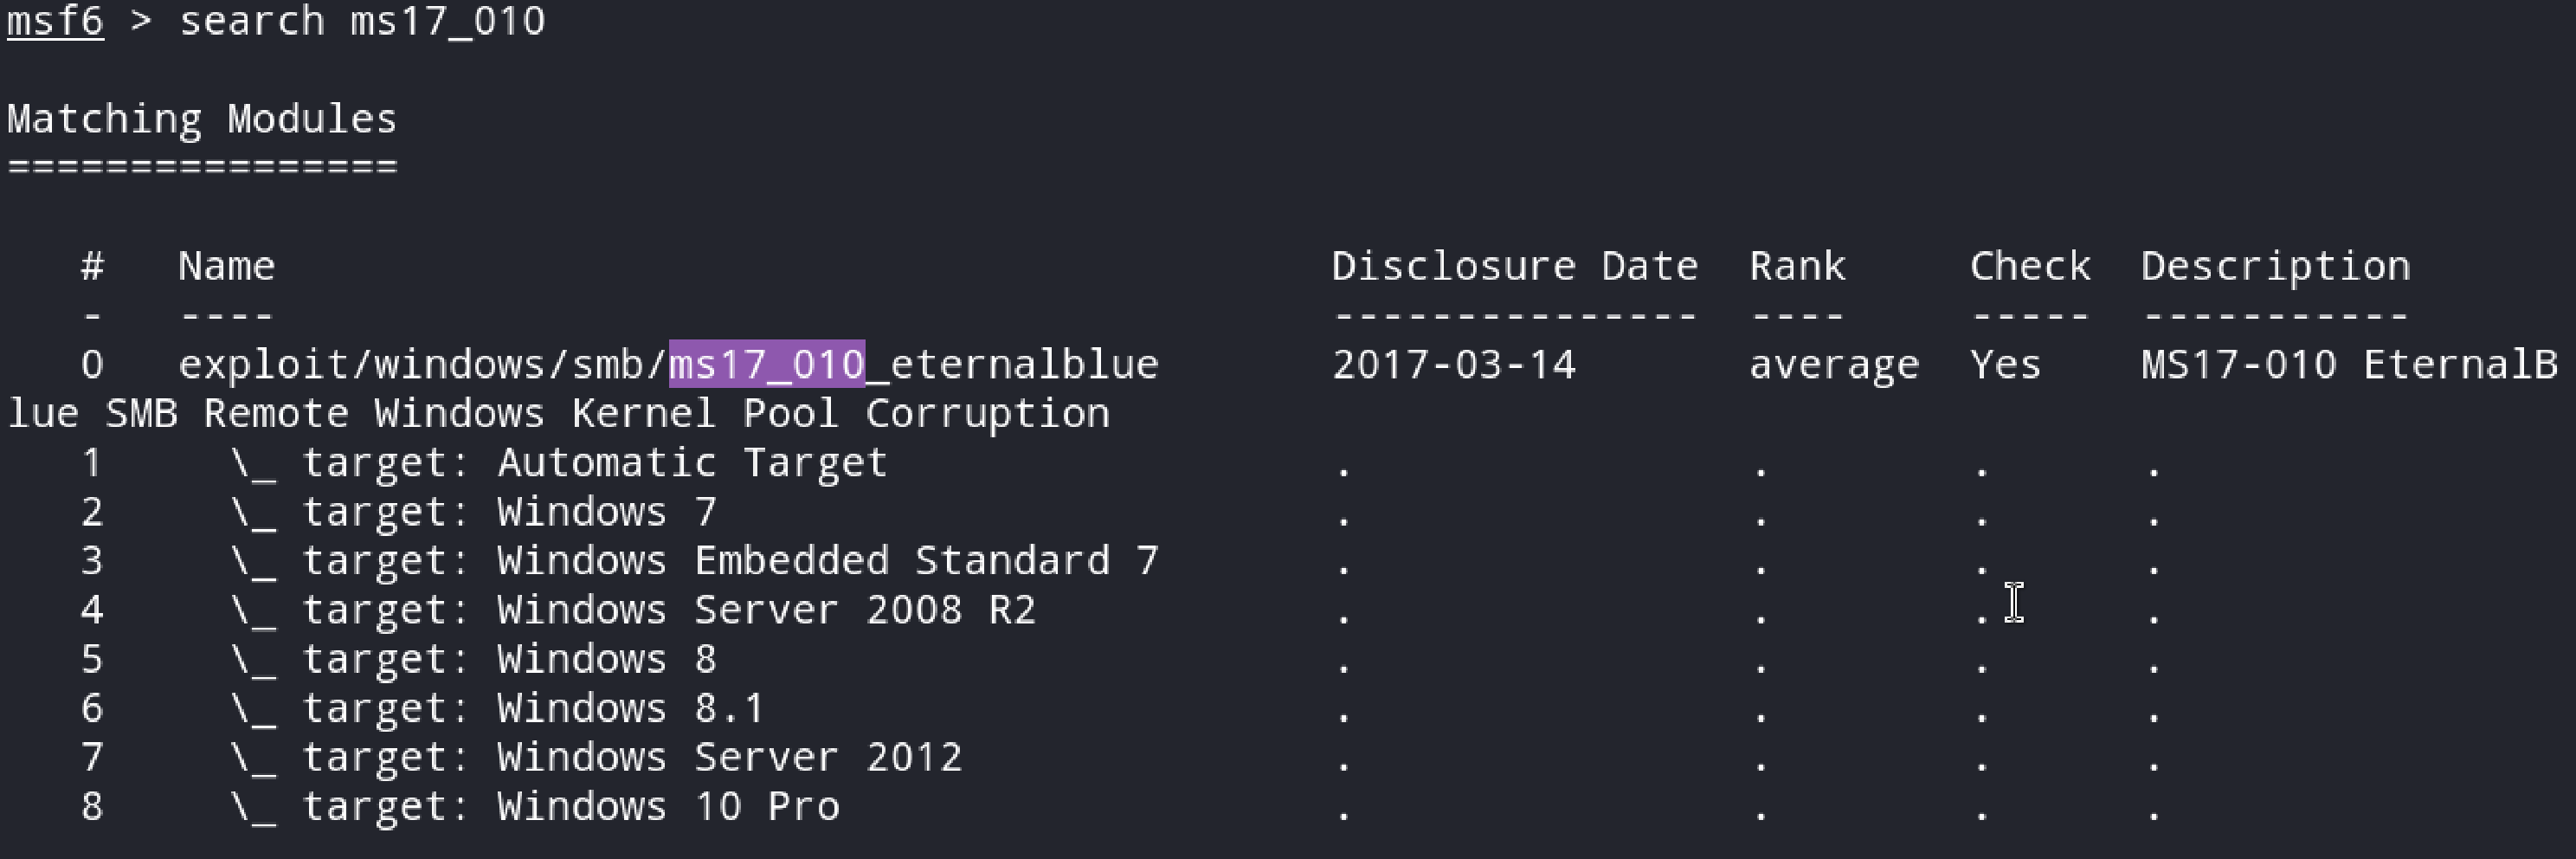 msf6 > search ms17_010
Matching Modules
================
#   Name                                           Disclosure Date  Rank     Check  Description
-   ----                                           ---------------  ----     -----  -----------
0   exploit/windows/smb/ms17_010_eternalblue       2017-03-14       average  Yes    MS17-010 EternalB
lue SMB Remote Windows Kernel Pool Corruption
1     \_ target: Automatic Target                  .                .        .      .
2     \_ target: Windows 7                         .                .        .      .
3     \_ target: Windows Embedded Standard 7       .                .        .      .
4     \_ target: Windows Server 2008 R2            .                .        .      .
5     \_ target: Windows 8                         .                .        .      .
6     \_ target: Windows 8.1                       .                .        .      .
7     \_ target: Windows Server 2012               .                .        .      .
8     \_ target: Windows 10 Pro                    .                .        .      .